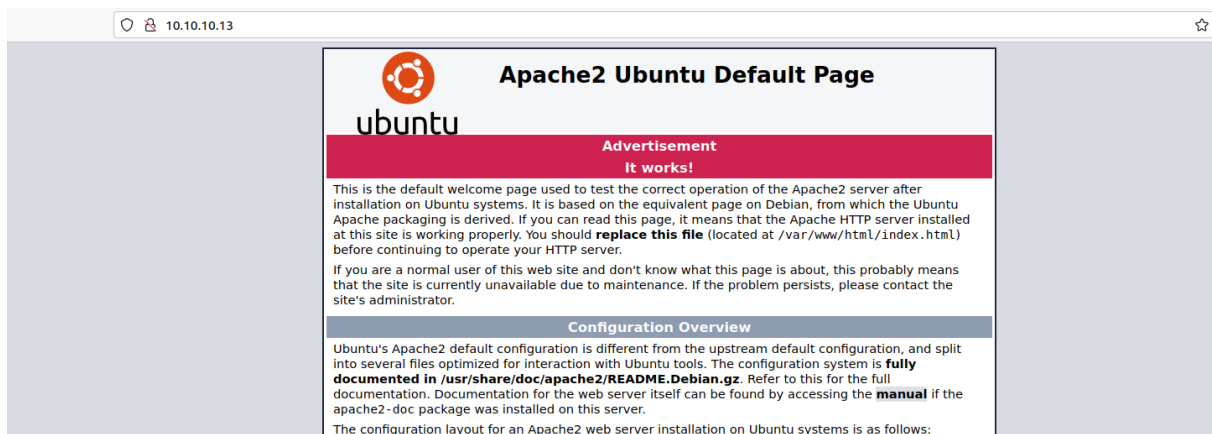 10.10.10.13
Apache2 Ubuntu Default Page
ubuntu
Advertisement
It works!
This is the default welcome page used to test the correct operation of the Apache2 server after
installation on Ubuntu systems. It is based on the equivalent page on Debian, from which the Ubuntu
Apache packaging is derived. If you can read this page, it means that the Apache HTTP server installed
at this site is working properly. You should replace this file (located at /var/www/html/index.html)
before continuing to operate your HTTP server.
If you are a normal user of this web site and don't know what this page is about, this probably means
that the site is currently unavailable due to maintenance. If the problem persists, please contact the
site's administrator.
Configuration Overview
Ubuntu's Apache2 default configuration is different from the upstream default configuration, and split
into several files optimized for interaction with Ubuntu tools. The configuration system is fully
documented in /usr/share/doc/apache2/README.Debian.gz. Refer to this for the full
documentation. Documentation for the web server itself can be found by accessing the manual if the
apache2-doc package was installed on this server.
The configuration layout for an Apache2 web server installation on Ubuntu systems is as follows: